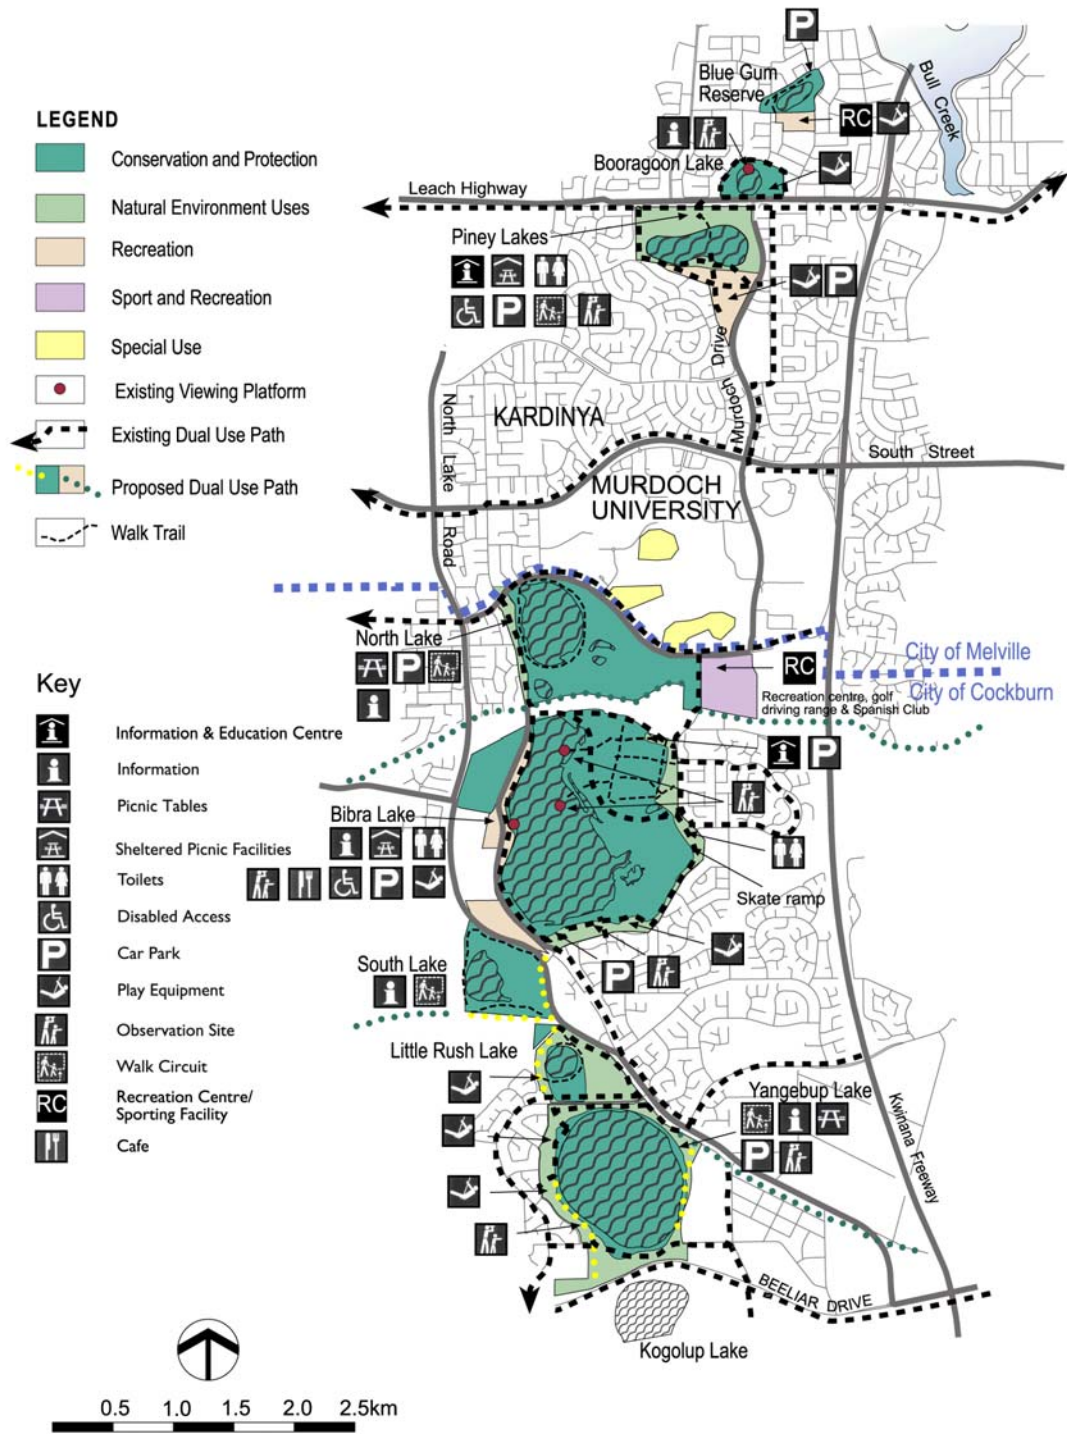 P
Blue Gum
Reserve
Bull Creek
RC
Booragoon Lake
Leach Highway
Piney Lakes
P
P
Murdoch Drive
North Lake Road
KARDINYA
South Street
MURDOCH
UNIVERSITY
North Lake
P
City of Melville
City of Cockburn
RC
Recreation centre, golf
driving range & Spanish Club
P
Bibra Lake
P
Skate ramp
P
South Lake
Little Rush Lake
Yangebup Lake
P
Kwinana Freeway
BEELIAR DRIVE
Kogolup Lake
LEGEND
Conservation and Protection
Natural Environment Uses
Recreation
Sport and Recreation
Special Use
Existing Viewing Platform
Existing Dual Use Path
Proposed Dual Use Path
Walk Trail
Key
Information & Education Centre
Information
Picnic Tables
Sheltered Picnic Facilities
Toilets
Disabled Access
P Car Park
Play Equipment
Observation Site
Walk Circuit
RC Recreation Centre/
Sporting Facility
Cafe
0.5 1.0 1.5 2.0 2.5km